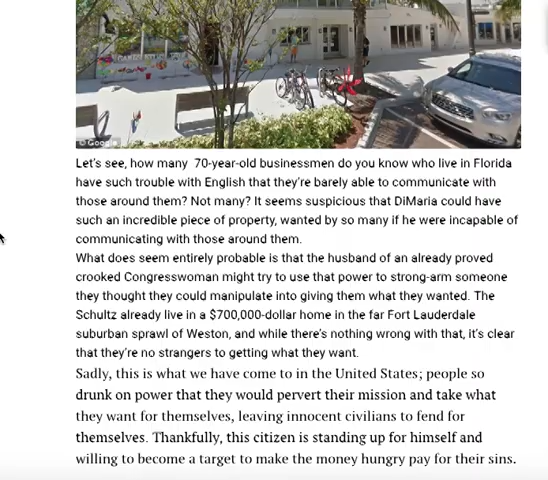 © Google
Let's see, how many 70-year-old businessmen do you know who live in Florida
have such trouble with English that they're barely able to communicate with
those around them? Not many? It seems suspicious that DiMaria could have
such an incredible piece of property, wanted by so many if he were incapable of
communicating with those around them.
What does seem entirely probable is that the husband of an already proved
crooked Congresswoman might try to use that power to strong-arm someone
they thought they could manipulate into giving them what they wanted. The
Schultz already live in a $700,000-dollar home in the far Fort Lauderdale
suburban sprawl of Weston, and while there's nothing wrong with that, it's clear
that they're no strangers to getting what they want.
Sadly, this is what we have come to in the United States; people so
drunk on power that they would pervert their mission and take what
they want for themselves, leaving innocent civilians to fend for
themselves. Thankfully, this citizen is standing up for himself and
willing to become a target to make the money hungry pay for their sins.